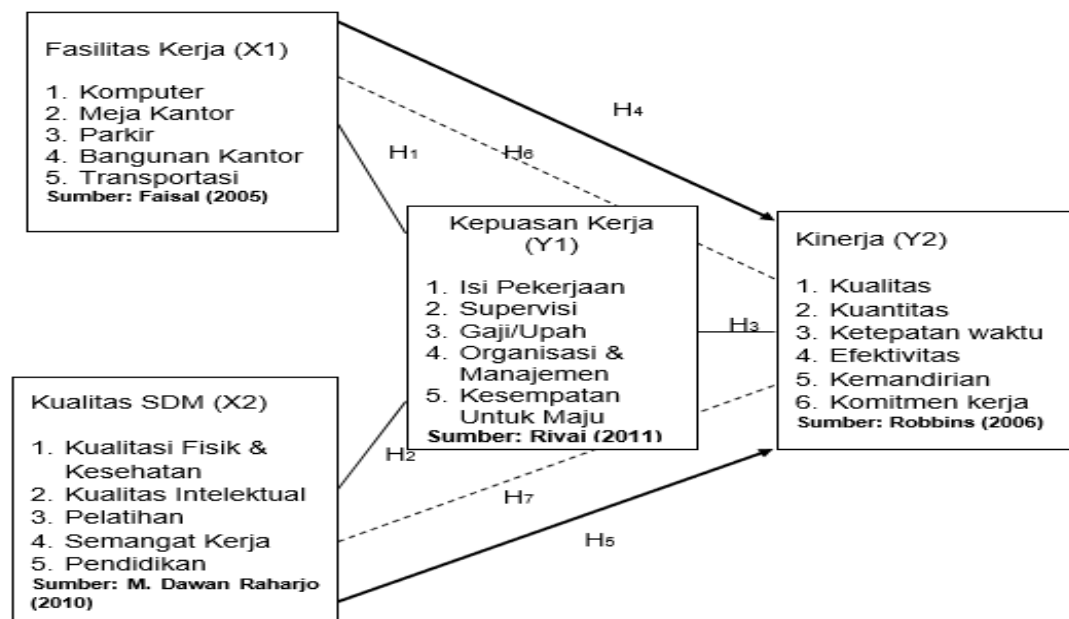 Fasilitas Kerja (X1)
1. Komputer
2. Meja Kantor
3. Parkir
4. Bangunan Kantor
5. Transportasi
Sumber: Faisal (2005)
H4
H1
H6
Kepuasan Kerja
(Y1)
1. Isi Pekerjaan
2. Supervisi
3. Gaji/Upah
4. Organisasi &
Manajemen
5. Kesempatan
Untuk Maju
Sumber: Rivai (2011)
H3
Kinerja (Y2)
1. Kualitas
2. Kuantitas
3. Ketepatan waktu
4. Efektivitas
5. Kemandirian
6. Komitmen kerja
Sumber: Robbins (2006)
Kualitas SDM (X2)
1. Kualitasi Fisik &
Kesehatan
2. Kualitas Intelektual
3. Pelatihan
4. Semangat Kerja
5. Pendidikan
Sumber: M. Dawan Raharjo
(2010)
H2
H7
H5